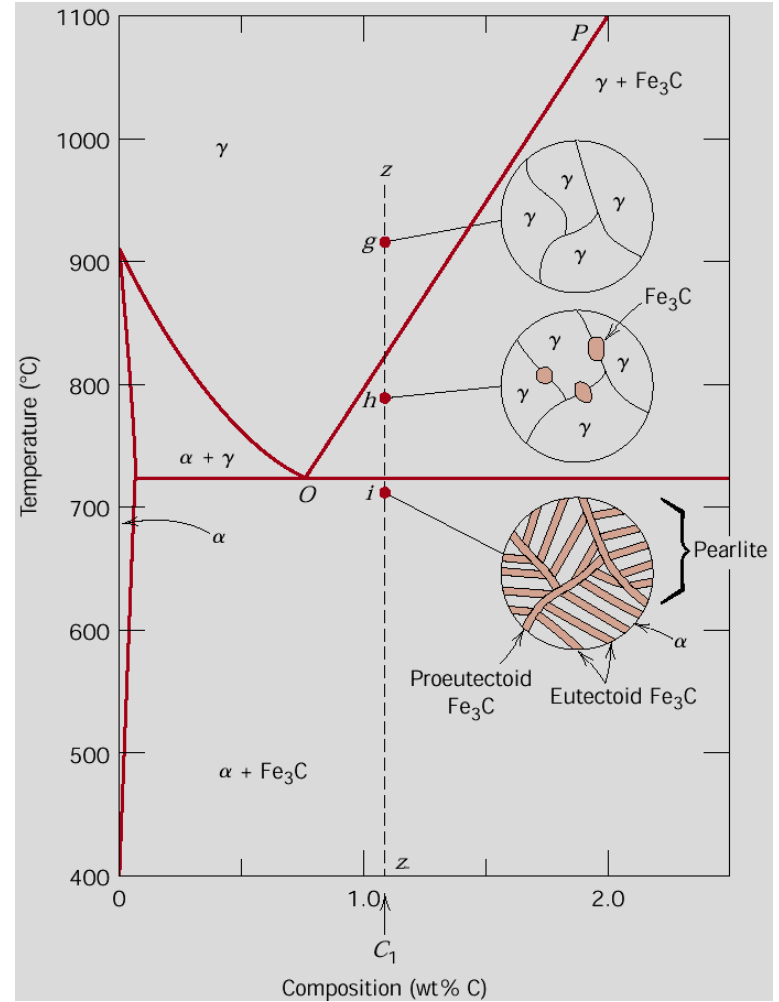 1100
P
γ + Fe₃C
1000
γ
z
γ
γ
γ
γ
g
900
Fe₃C
γ
γ
γ
γ
800
h
Temperature (°C)
α + γ
O
i
700
α
Pearlite
600
α
Proeutectoid
Fe₃C
Eutectoid Fe₃C
500
α + Fe₃C
z
400
0
1.0
2.0
C₁
Composition (wt% C)